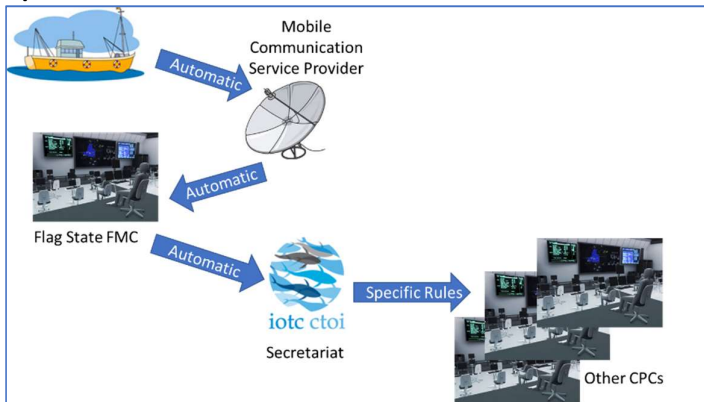 Mobile
Communication
Service Provider
Automatic
Automatic
Flag State FMC
Automatic
iotc ctoi
Secretariat
Specific Rules
Other CPCs